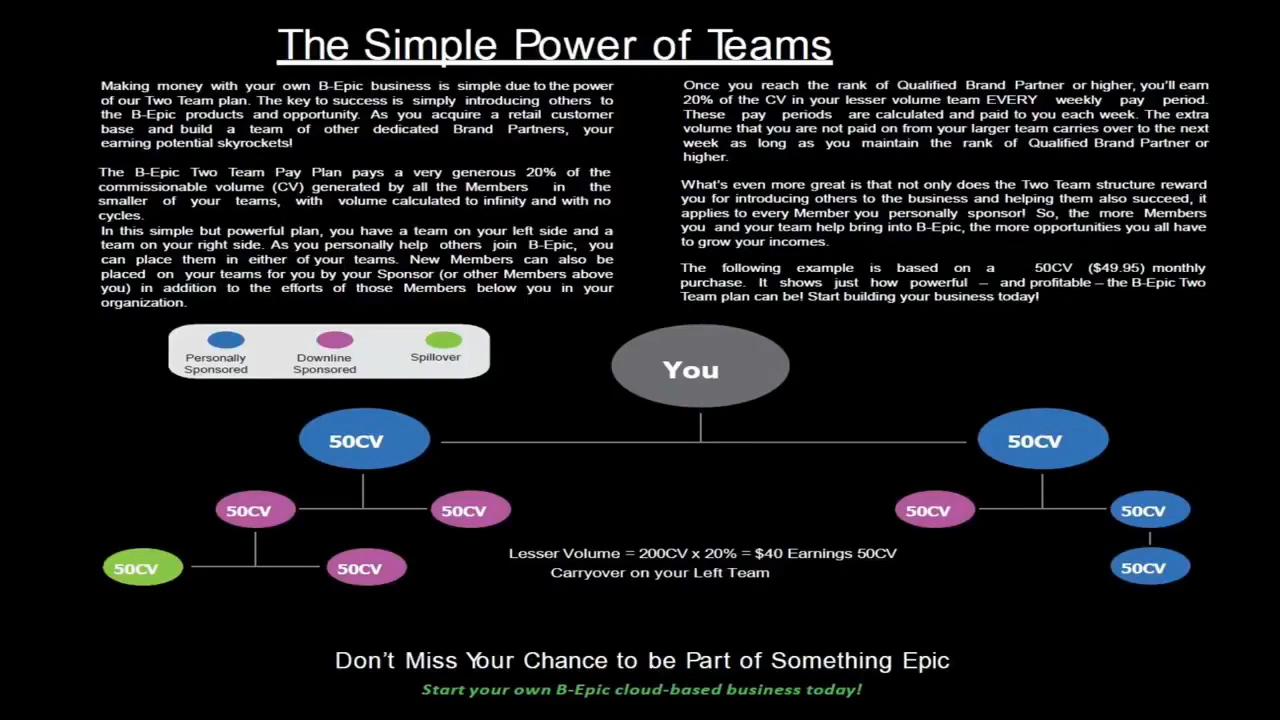 The Simple Power of Teams
Making money with your own B-Epic business is simple due to the power
of our Two Team plan. The key to success is simply introducing others to
the B-Epic products and opportunity. As you acquire a retail customer
base and build a team of other dedicated Brand Partners, your
earning potential skyrockets!
The B-Epic Two Team Pay Plan pays a very generous 20% of the
commissionable volume (CV) generated by all the Members in the
smaller of your teams, with volume calculated to infinity and with no
cycles.
In this simple but powerful plan, you have a team on your left side and a
team on your right side. As you personally help others join B-Epic, you
can place them in either of your teams. New Members can also be
placed on your teams for you by your Sponsor (or other Members above
you) in addition to the efforts of those Members below you in your
organization.
Once you reach the rank of Qualified Brand Partner or higher, you'll earn
20% of the CV in your lesser volume team EVERY weekly pay period.
These pay periods are calculated and paid to you each week. The extra
volume that you are not paid on from your larger team carries over to the next
week as long as you maintain the rank of Qualified Brand Partner or
higher.
What's even more great is that not only does the Two Team structure reward
you for introducing others to the business and helping them also succeed, it
applies to every Member you personally sponsor! So, the more Members
you and your team help bring into B-Epic, the more opportunities you all have
to grow your incomes.
The following example is based on a 50CV ($49.95) monthly
purchase. It shows just how powerful – and profitable – the B-Epic Two
Team plan can be! Start building your business today!
Personally
Sponsored
Downline
Sponsored
Spillover
You
50CV
50CV
50CV
50CV
50CV
50CV
50CV
50CV
50CV
Lesser Volume = 200CV x 20% = $40 Earnings 50CV
Carryover on your Left Team
Don't Miss Your Chance to be Part of Something Epic
Start your own B-Epic cloud-based business today!